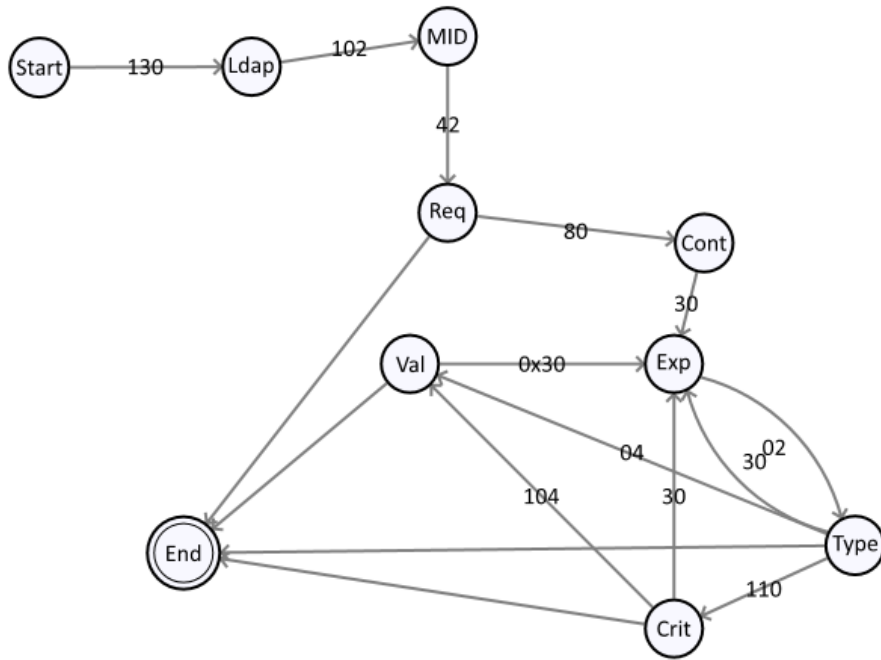 MID
102
Start
130
Ldap
42
Req
80
Cont
30
Val
0x30
Exp
04
30
02
104
30
End
Type
110
Crit